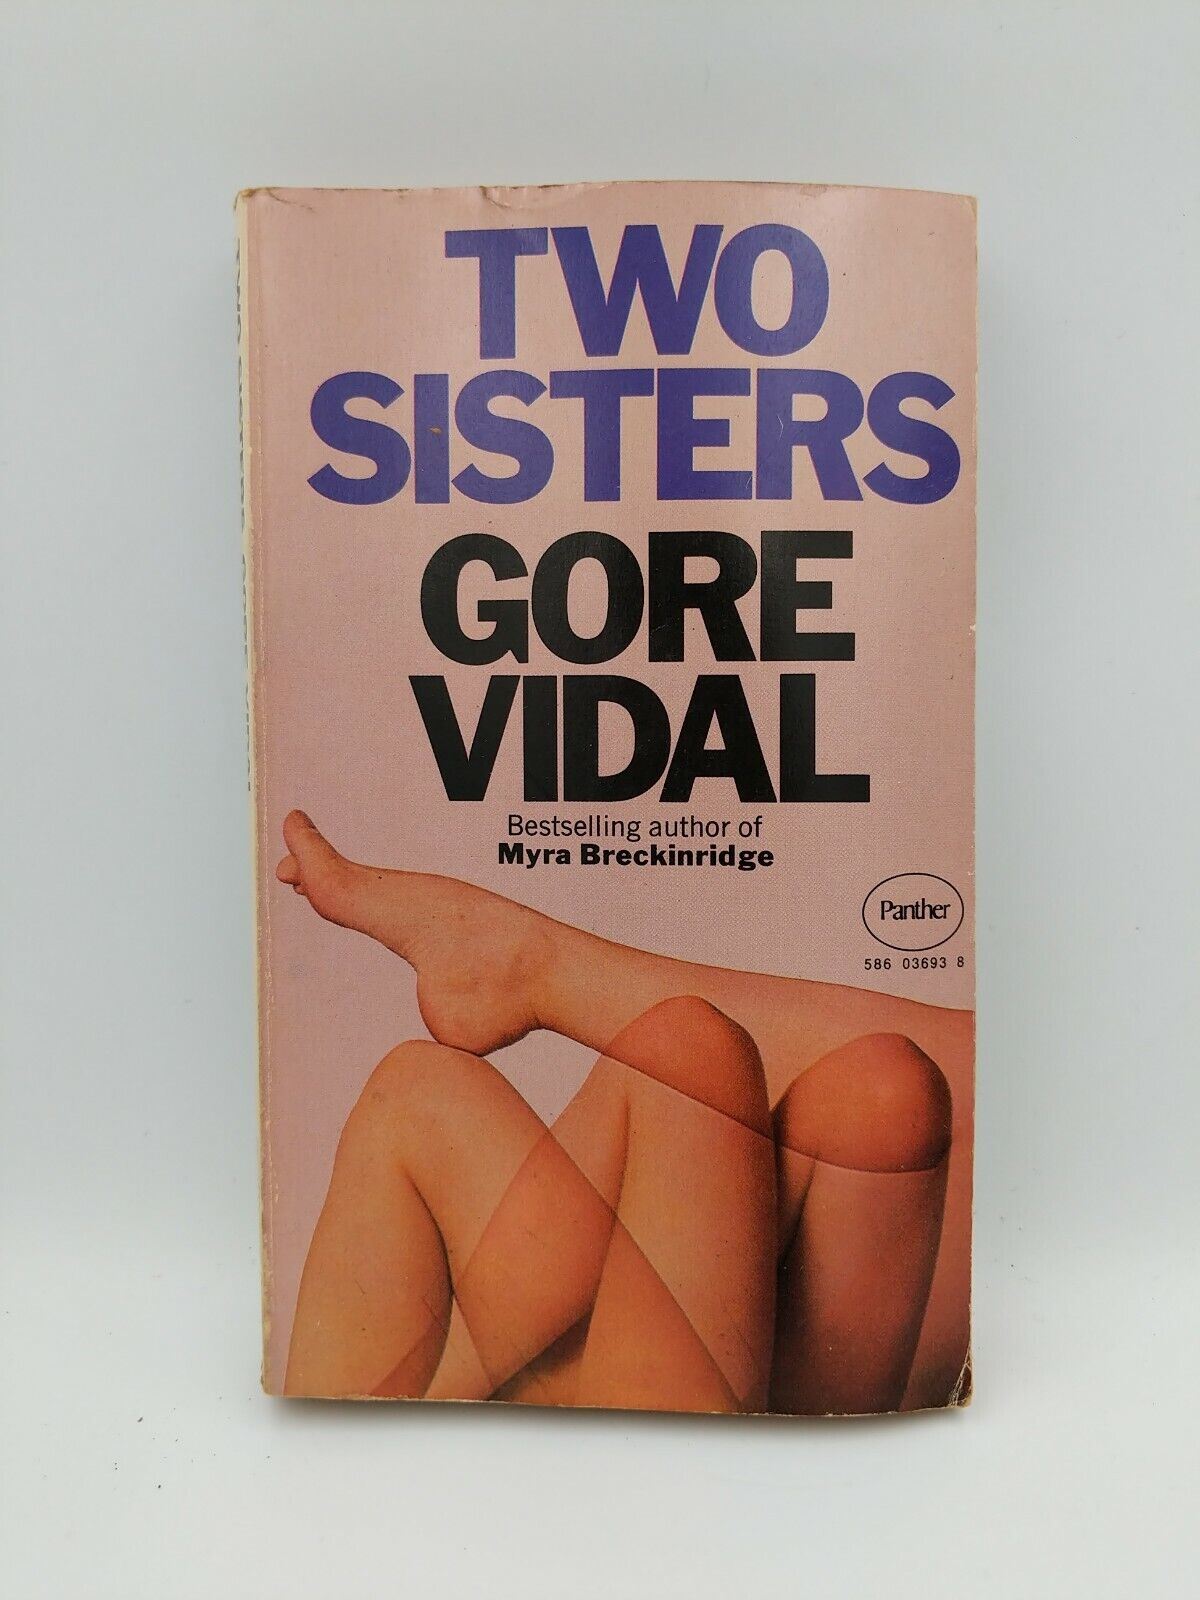 TWO
SISTERS
GORE
VIDAL
Bestselling author of
Myra Breckinridge
Panther
586 03693 8